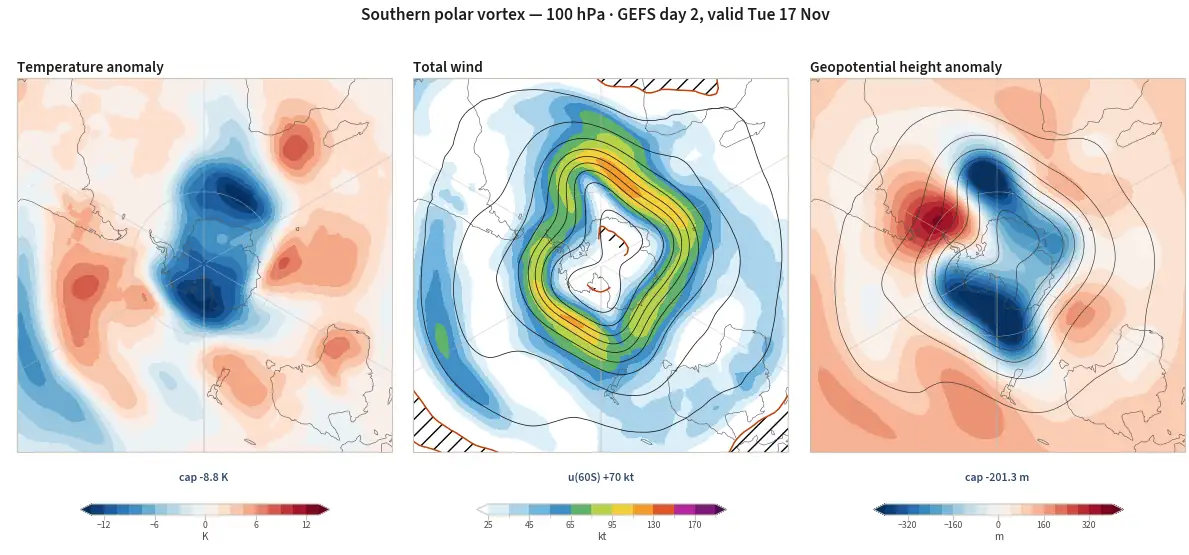 Southern polar vortex — 100 hPa · GEFS day 2, valid Tue 17 Nov
Temperature anomaly
Total wind
Geopotential height anomaly
cap -8.8 K
u(60S) +70 kt
cap -201.3 m
−12 −6 0 6 12
K
25 45 65 95 130 170
kt
−320 −160 0 160 320
m